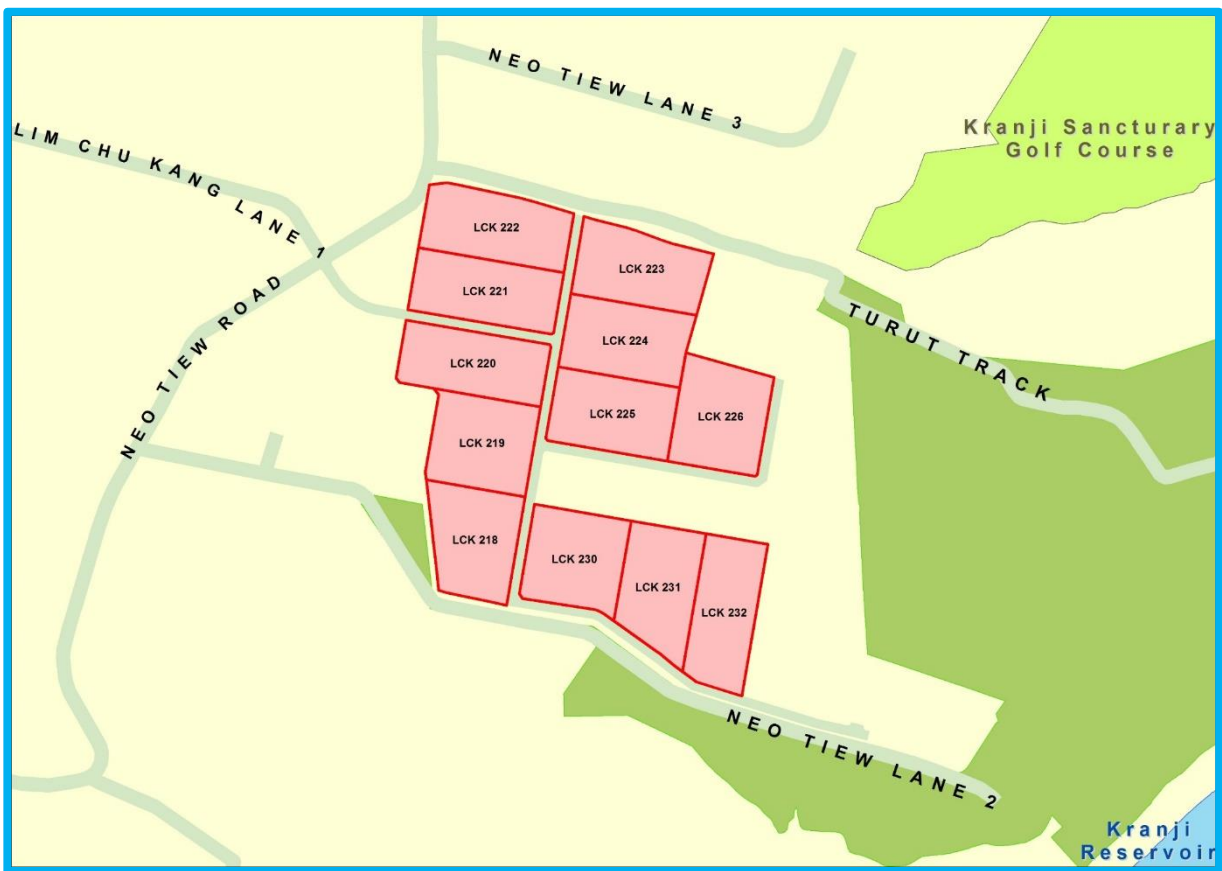 NEO TIEW LANE 3
Kranji Sancturary
Golf Course
LIM CHU KANG LANE 1
LCK 222
LCK 223
LCK 221
NEO TIEW ROAD
TURUT TRACK
LCK 224
LCK 220
LCK 225
LCK 226
LCK 219
LCK 218
LCK 230
LCK 231
LCK 232
NEO TIEW LANE 2
Kranji
Reservoir